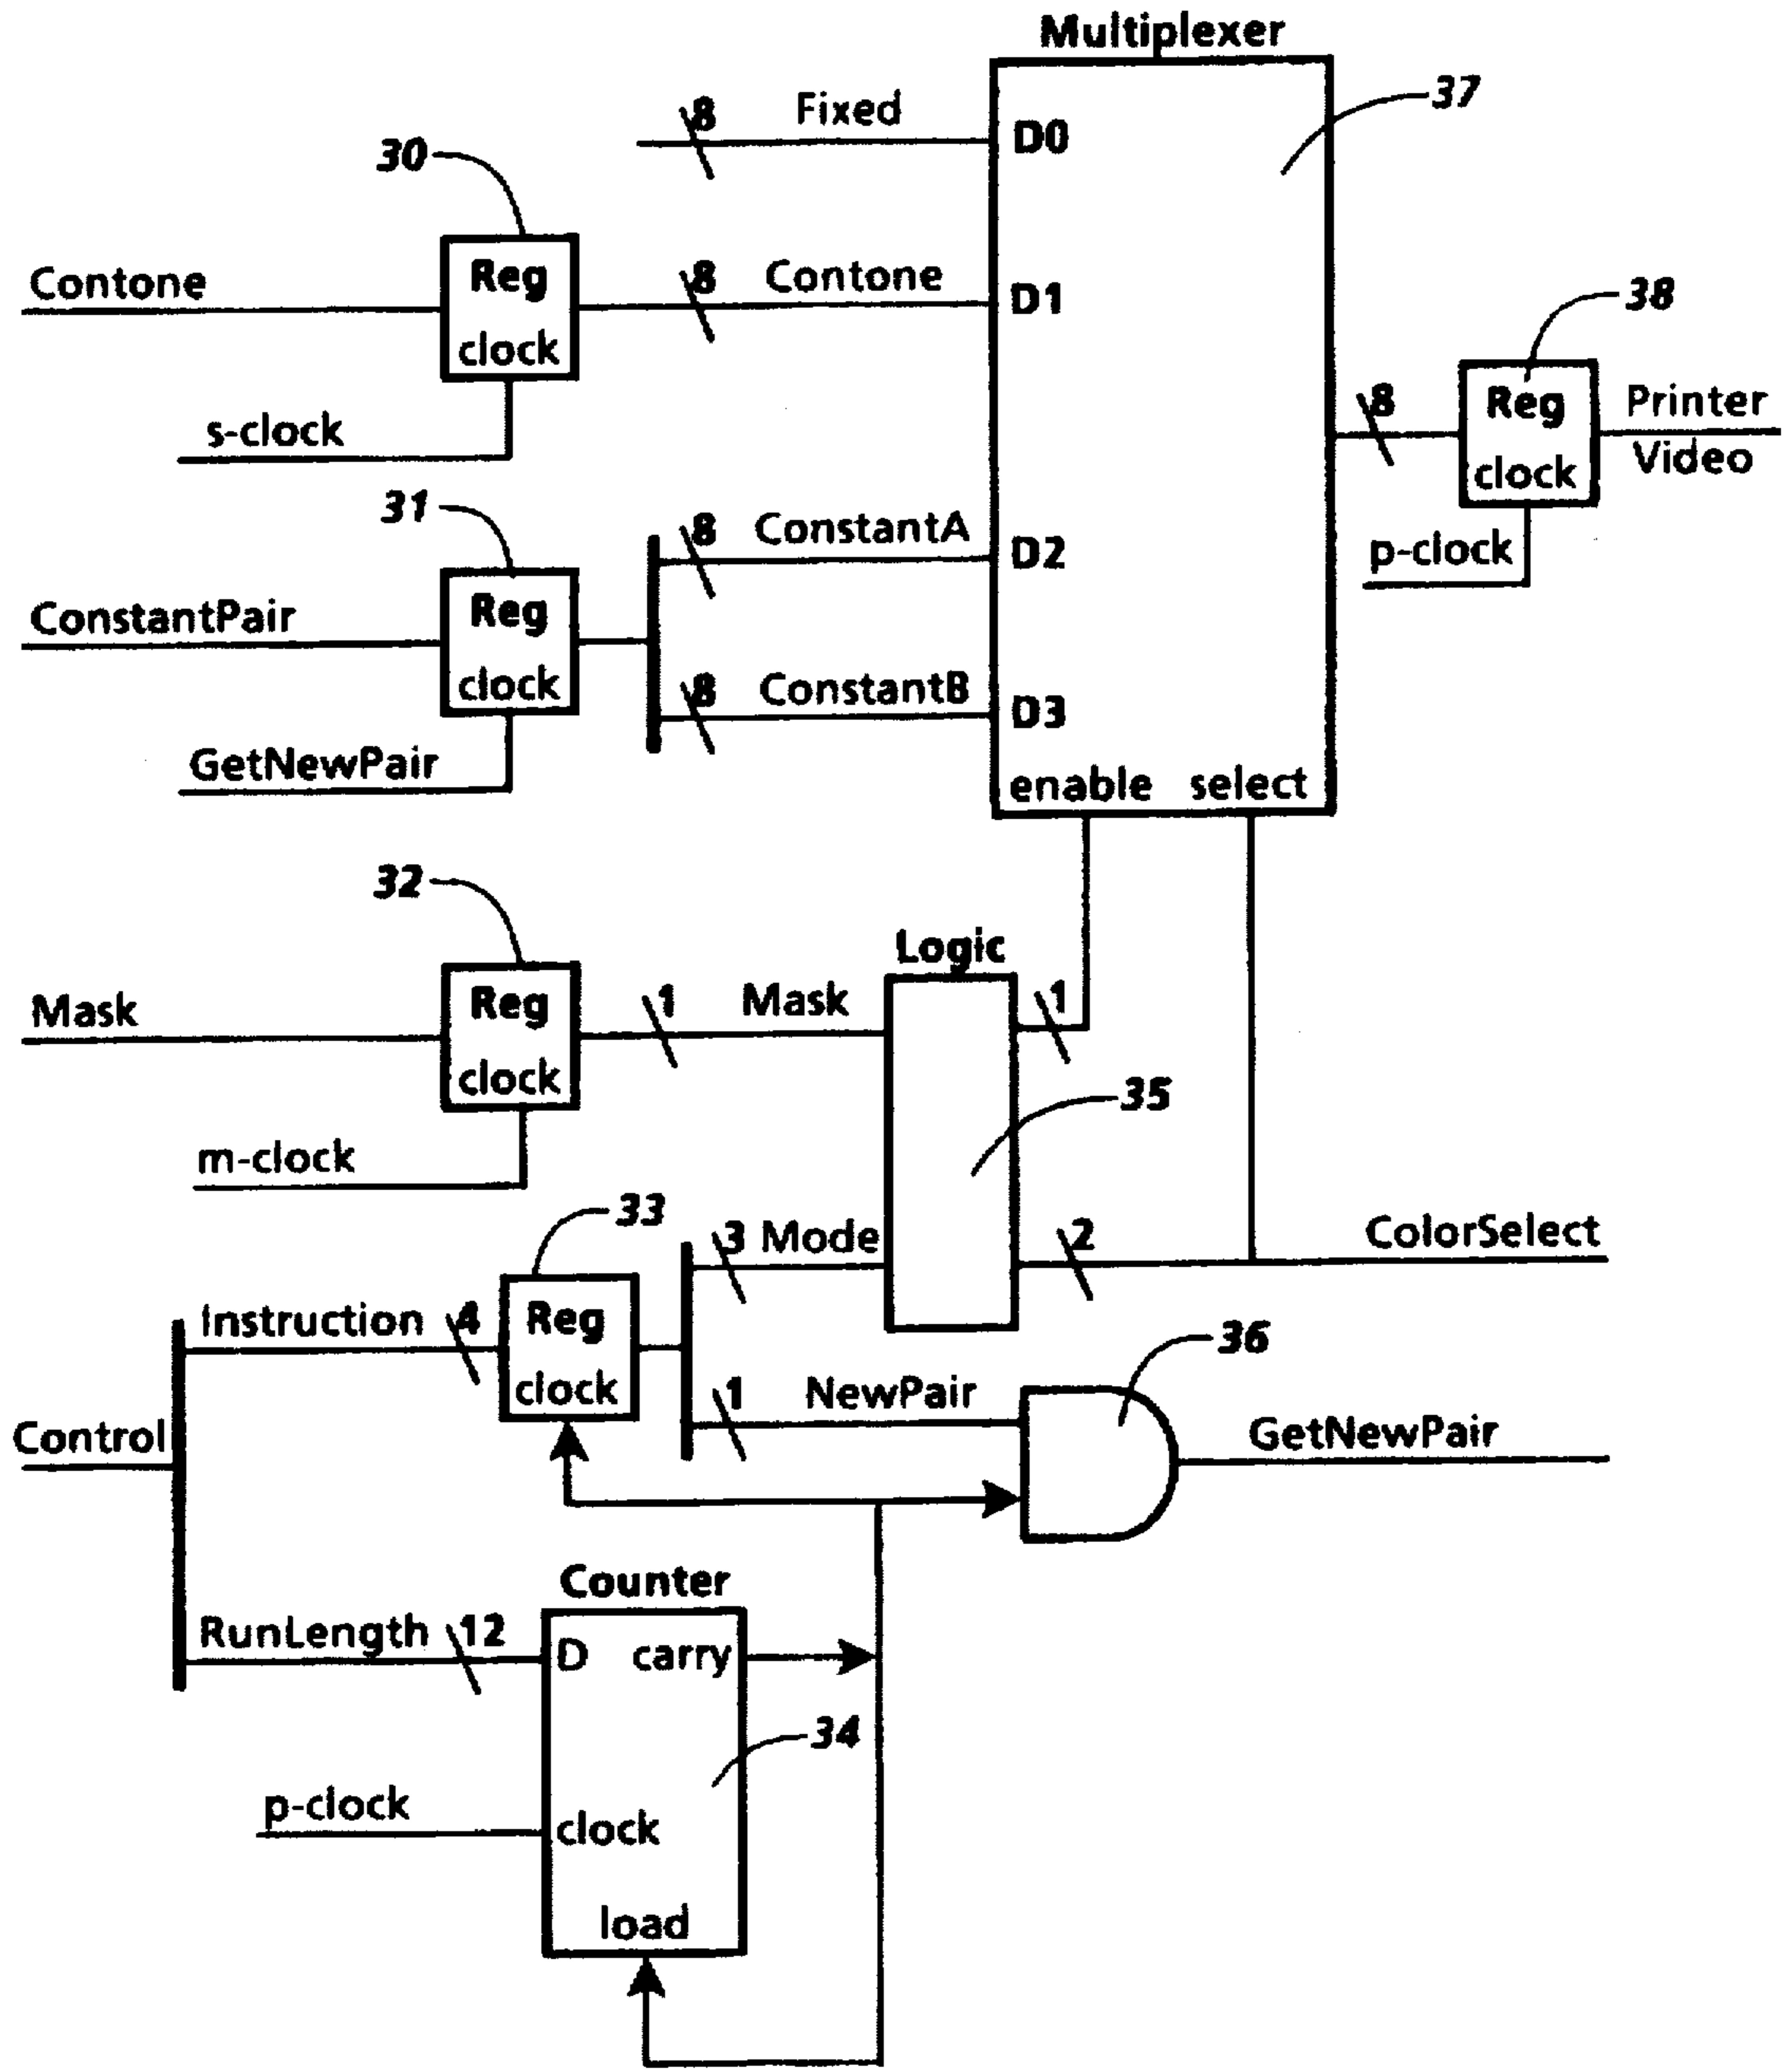 Multiplexer
37
8 Fixed
D0
30
Contone
Reg
clock
8 Contone
D1
s-clock
38
8
Reg
clock
Printer
Video
p-clock
31
ConstantPair
Reg
clock
8 ConstantA
D2
8 ConstantB
D3
GetNewPair
enable select
32
Mask
Reg
clock
1 Mask
Logic
1
35
m-clock
33
3 Mode
2
ColorSelect
Instruction 4
Reg
clock
36
1 NewPair
GetNewPair
Control
Counter
RunLength 12
D carry
34
p-clock
clock
load